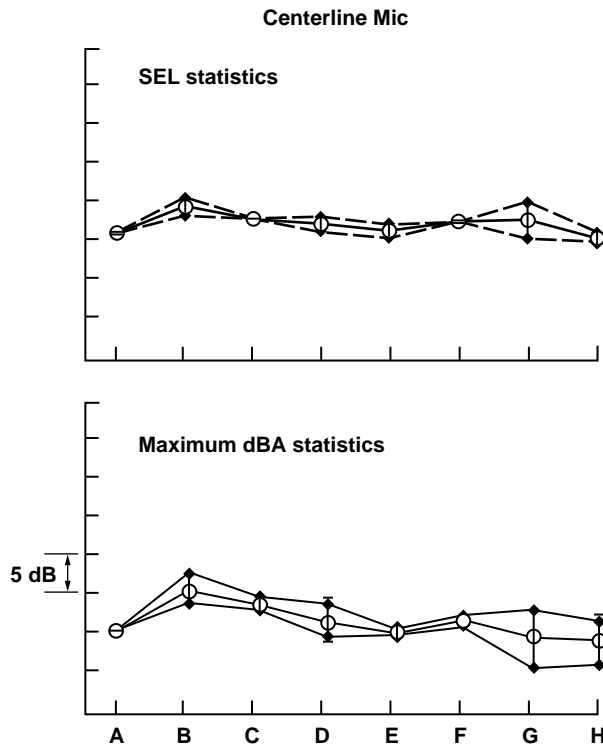 Centerline Mic
SEL statistics
Maximum dBA statistics
5 dB
A B C D E F G H